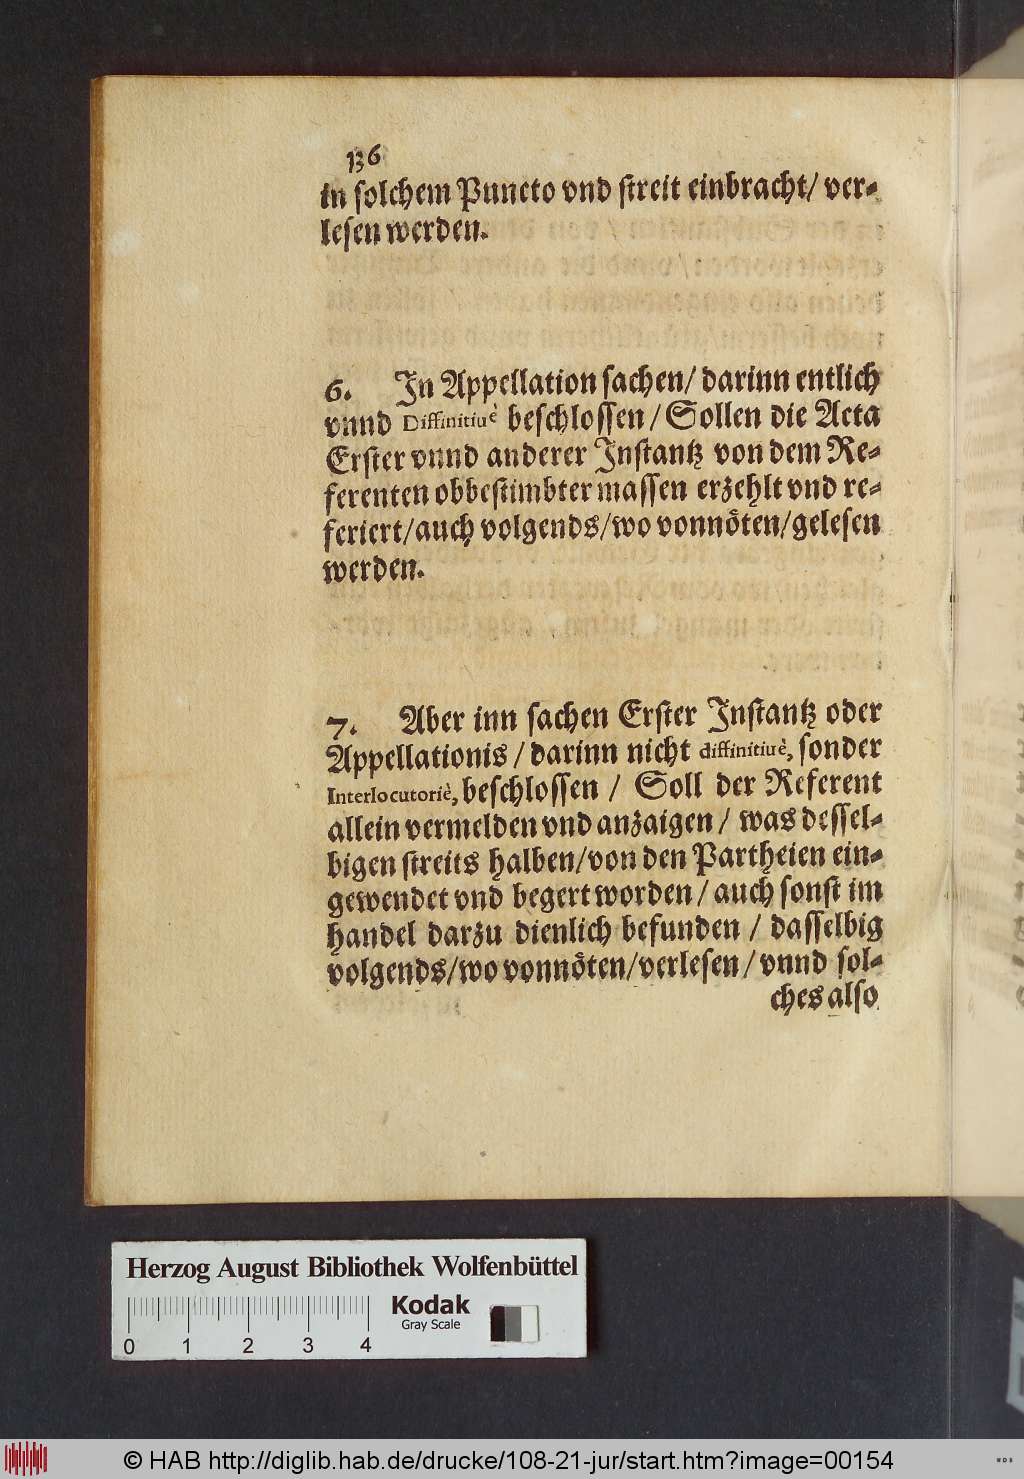 136
in solchem Puncto vnd streit einbracht/ ver-
lesen werden.
6. In Appellation sachen/ darinn entlich
vnnd Diffinitiuè beschlossen / Sollen die Acta
Erster vnnd anderer Instantz von dem Re-
ferenten obbestimbter massen erzehlt vnd re-
feriert/ auch volgends/ wo vonnöten/ gelesen
werden.
7. Aber inn sachen Erster Instantz oder
Appellationis / darinn nicht diffinitiuè, sonder
Interlocutoriè, beschlossen / Soll der Referent
allein vermelden vnd anzaigen / was dessel-
bigen streits halben/ von den Partheien ein-
gewendet vnd begert worden / auch sonst im
handel darzu dienlich befunden / dasselbig
volgends/ wo vonnöten/ verlesen / vnnd sol-
ches also
Herzog August Bibliothek Wolfenbüttel
Kodak
Gray Scale
0 1 2 3 4
© HAB http://diglib.hab.de/drucke/108-21-jur/start.htm?image=00154